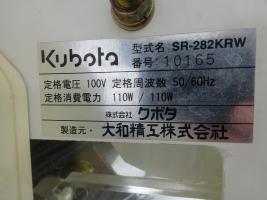 Kubota 型式名 SR-282KRW
番号: 10165
定格電圧 100V 定格周波数 50/60Hz
定格消費電力 110W / 110W
株式会社 クボタ
製造元・大和精工株式会社